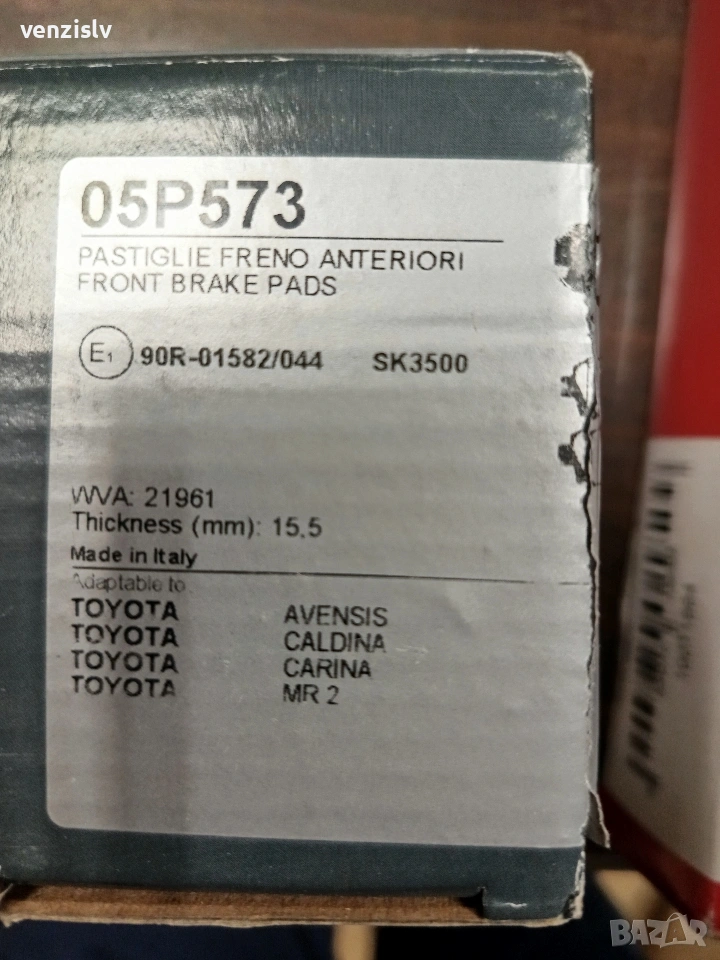 venzislv
05P573
PASTIGLIE FRENO ANTERIORI
FRONT BRAKE PADS
E1 90R-01582/044 SK3500
WVA: 21961
Thickness (mm): 15,5
Made in Italy
Adaptable to
TOYOTA AVENSIS
TOYOTA CALDINA
TOYOTA CARINA
TOYOTA MR 2
BAZAR